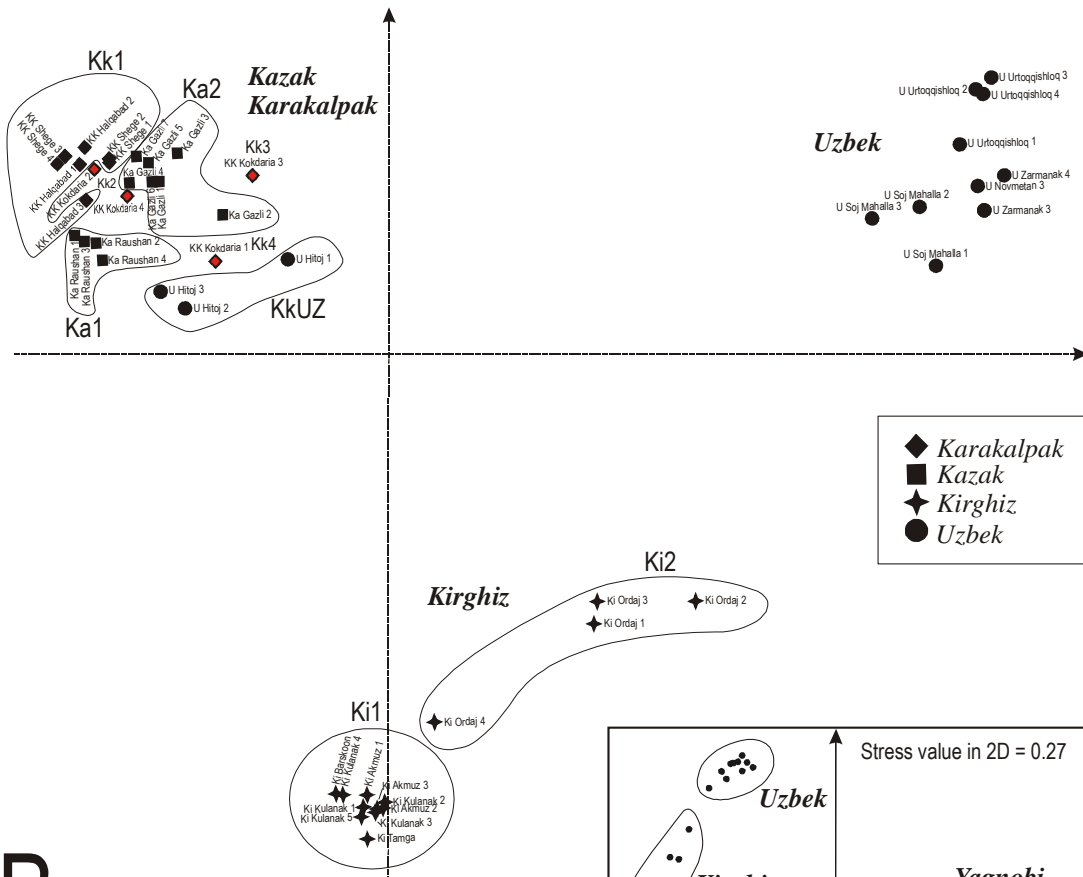 Kk1
Ka2
Kazak
Karakalpak
KK Halqabad 2
KK Shege 3
KK Shege 4
KK Shege 2
KK Shege 1
Ka Gazli 7
Ka Gazli 5
Ka Gazli 3
Kk3
KK Kokdaria 3
KK Halqabad 1
KK Kokdaria 2
Kk2
Ka Gazli 4
KK Kokdaria 4
Ka Gazli 6
Ka Gazli 1
Ka Gazli 2
KK Halqabad 3
Ka Raushan 1
Ka Raushan 3
Ka Raushan 2
Ka Raushan 4
KK Kokdaria 1
Kk4
U Hitoj 1
U Hitoj 3
U Hitoj 2
KkUZ
Ka1
U Urtoqqishloq 3
U Urtoqqishloq 2
U Urtoqqishloq 4
Uzbek
U Urtoqqishloq 1
U Zarmanak 4
U Novmetan 3
U Soj Mahalla 2
U Soj Mahalla 3
U Zarmanak 3
U Soj Mahalla 1
Karakalpak
Kazak
Kirghiz
Uzbek
Ki2
Kirghiz
Ki Ordaj 3
Ki Ordaj 2
Ki Ordaj 1
Ki Ordaj 4
Ki1
Ki Barskoon
Ki Kulanak 4
Ki Akmuz 1
Ki Akmuz 3
Ki Kulanak 2
Ki Kulanak 1
Ki Akmuz 2
Ki Kulanak 5
Ki Kulanak 3
Ki Tamga
Stress value in 2D = 0.27
Uzbek
Yagnobi